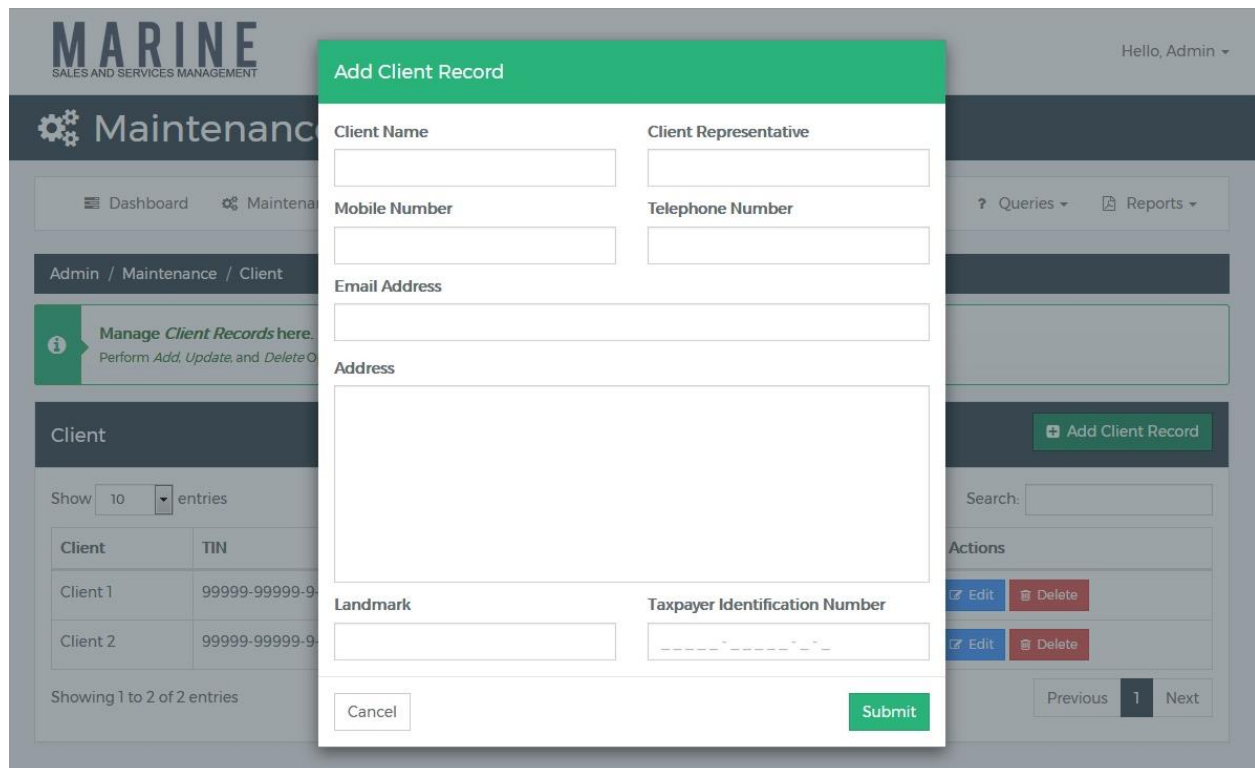 MARINE
SALES AND SERVICES MANAGEMENT
Hello, Admin
Maintenanc
Dashboard Maintenan Queries Reports
Admin / Maintenance / Client
Manage Client Records here.
Perform Add, Update, and Delete O
Client
Add Client Record
Show 10 entries
Search:
Client TIN Actions
Client 1 99999-99999-9- Edit Delete
Client 2 99999-99999-9- Edit Delete
Showing 1 to 2 of 2 entries
Previous 1 Next
Add Client Record
Client Name Client Representative
Mobile Number Telephone Number
Email Address
Address
Landmark Taxpayer Identification Number
_____-_____-_-_
Cancel Submit